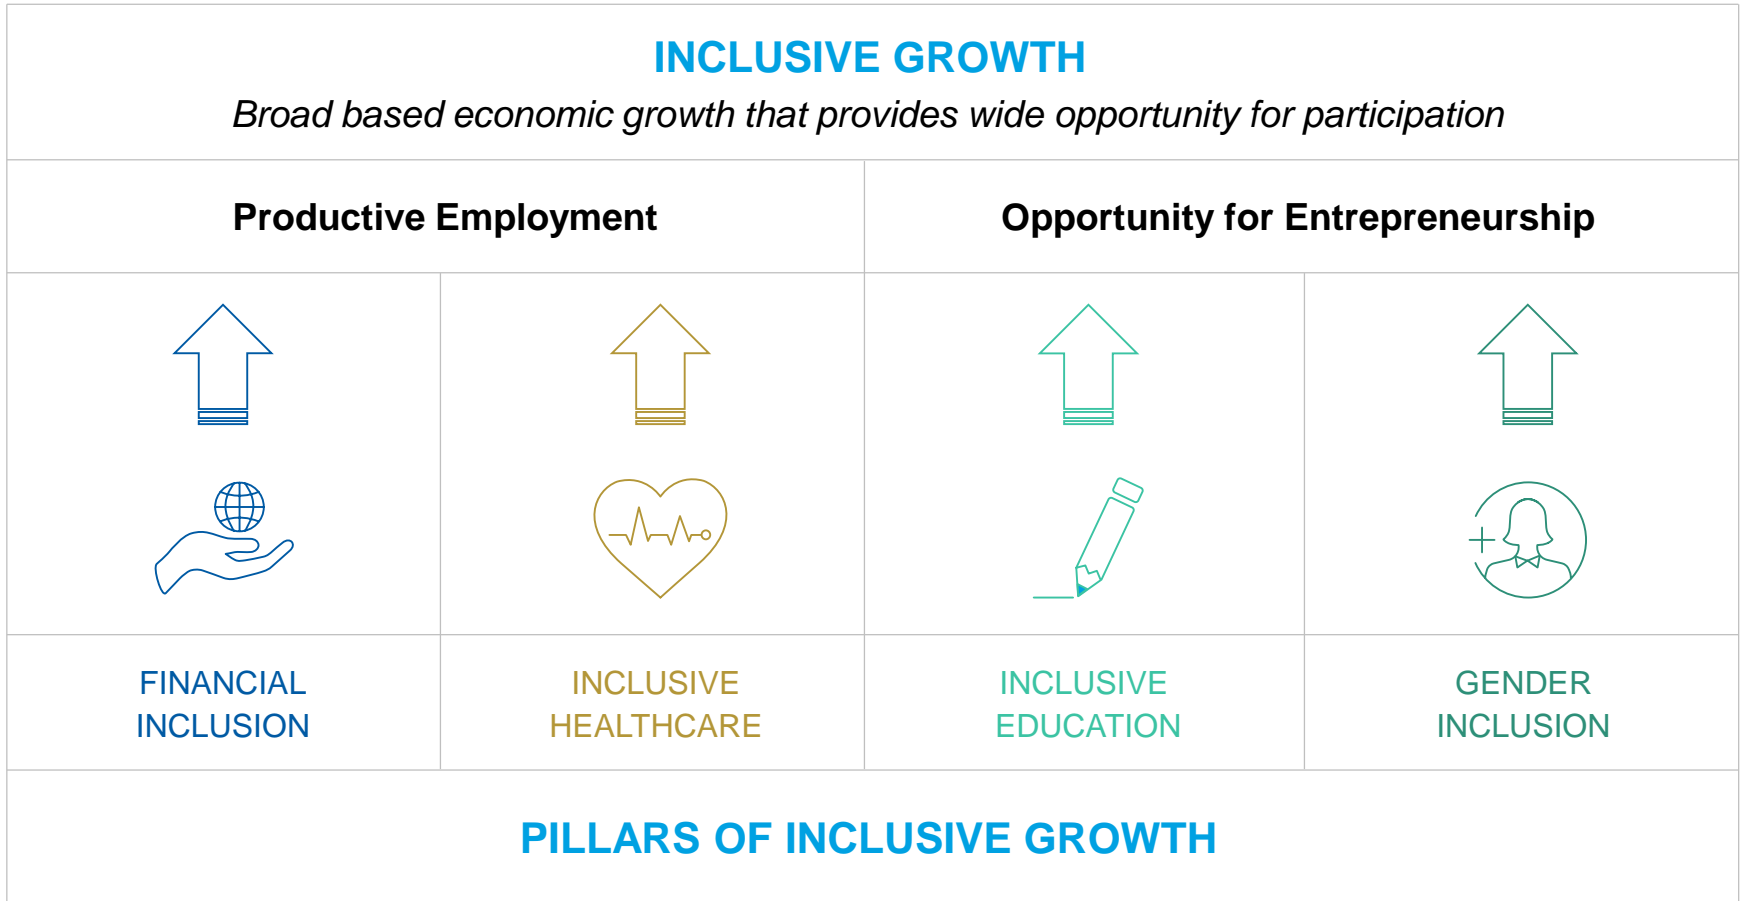 INCLUSIVE GROWTH
Broad based economic growth that provides wide opportunity for participation
Productive Employment
Opportunity for Entrepreneurship
FINANCIAL
INCLUSION
INCLUSIVE
HEALTHCARE
INCLUSIVE
EDUCATION
GENDER
INCLUSION
PILLARS OF INCLUSIVE GROWTH